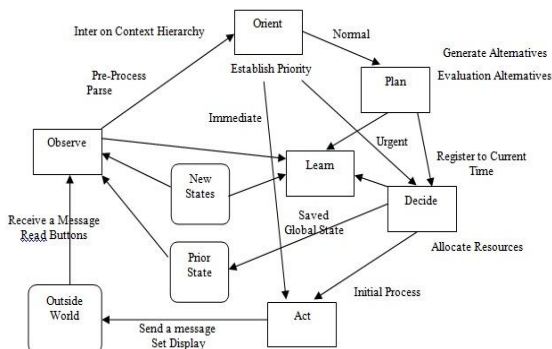 Orient
Inter on Context Hierarchy
Normal
Generate Alternatives
Establish Priority
Evaluation Alternatives
Pre-Process
Parse
Plan
Immediate
Urgent
Observe
New
States
Learn
Register to Current
Time
Decide
Receive a Message
Read Buttons
Saved
Global State
Prior
State
Allocate Resources
Outside
World
Initial Process
Act
Send a message
Set Display